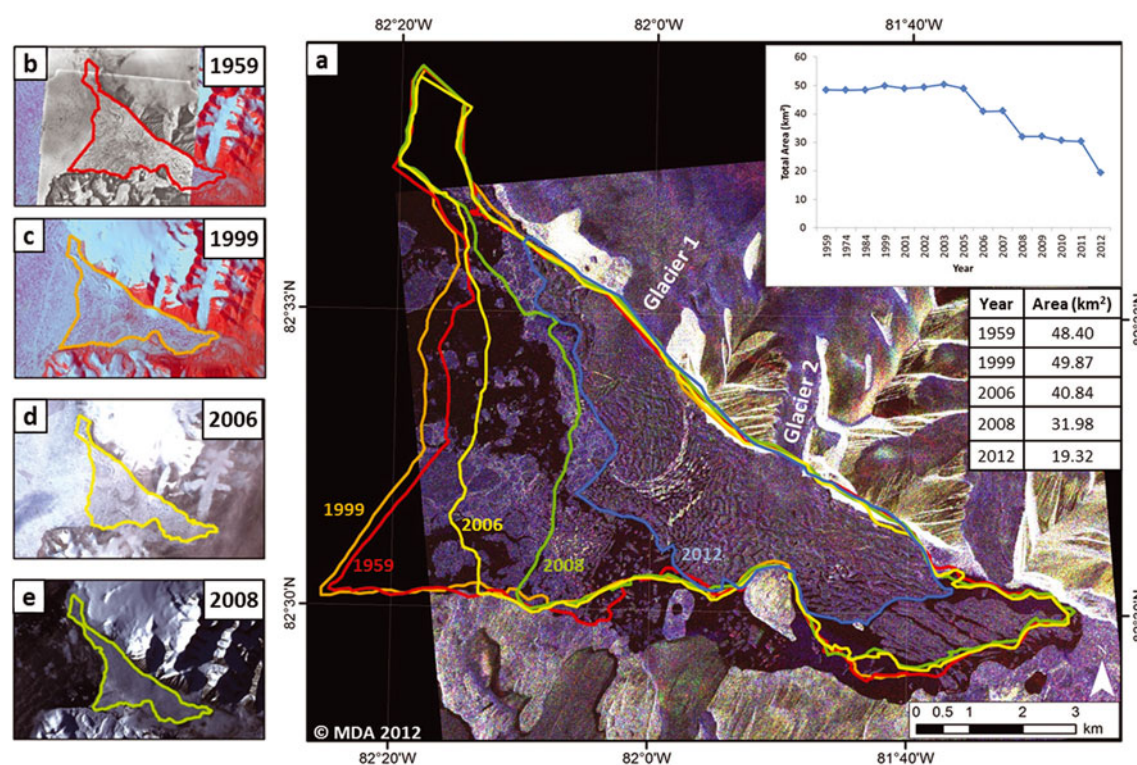 82°20'W
82°0'W
81°40'W
b
1959
c
1999
d
2006
e
2008
a
82°33'N
82°30'N
Glacier 1
Glacier 2
1999
1959
2006
2008
2012
Total Area (km²)
60
50
40
30
20
10
0
1959
1974
1984
1999
2001
2002
2003
2005
2006
2007
2008
2009
2010
2011
2012
Year
Year Area (km²)
1959 48.40
1999 49.87
2006 40.84
2008 31.98
2012 19.32
N
0 0.5 1 2 3
km
© MDA 2012
82°20'W
82°0'W
81°40'W